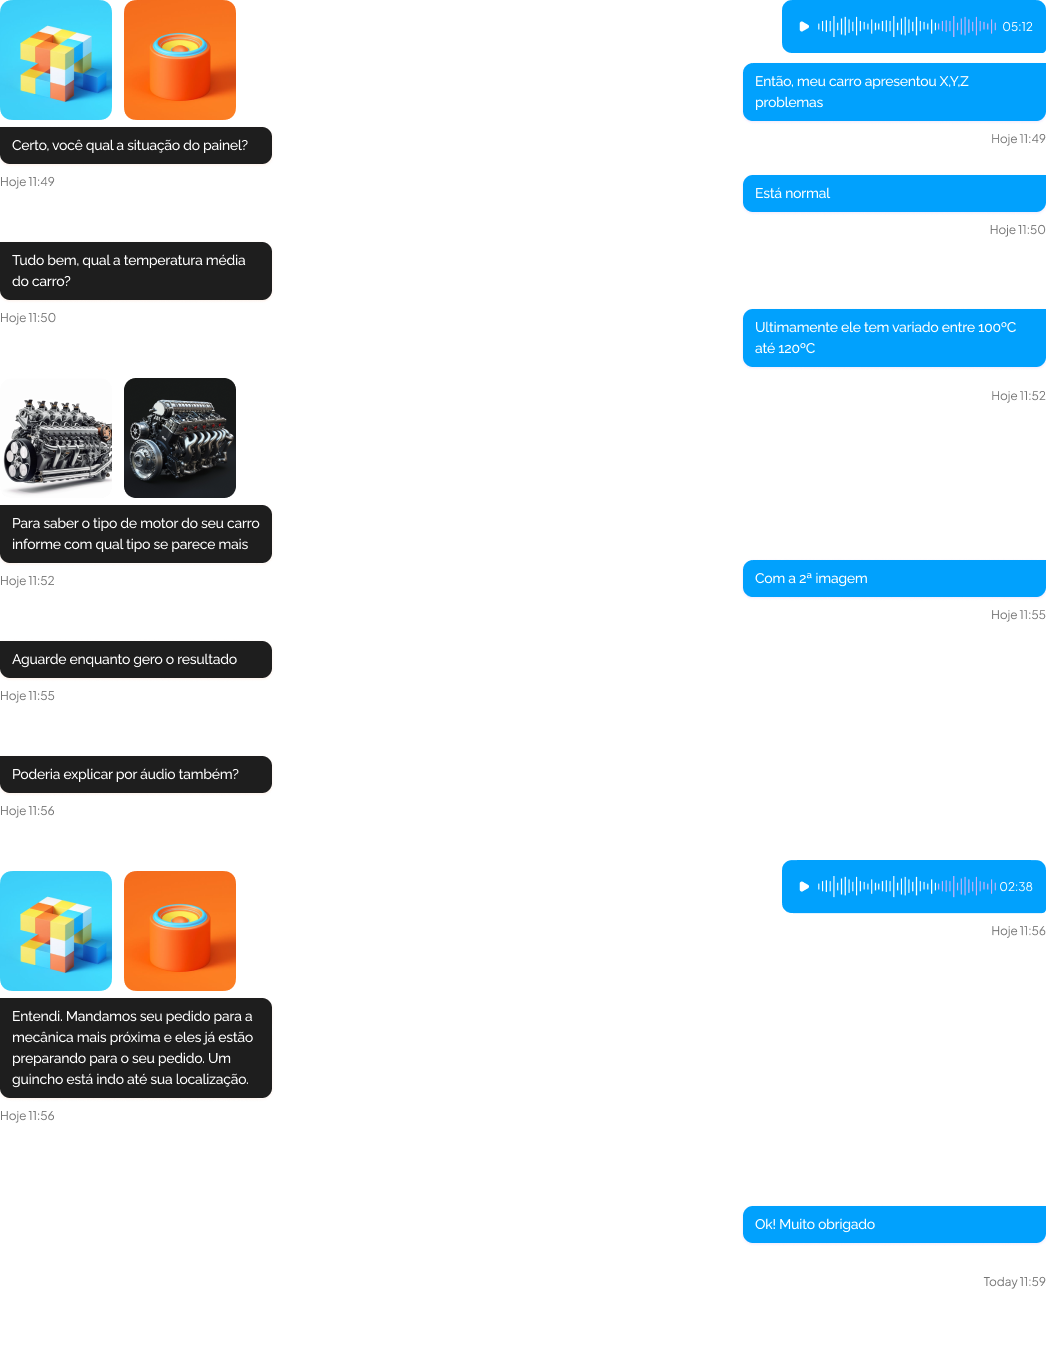 05:12
Então, meu carro apresentou X,Y,Z
problemas
Hoje 11:49
Certo, você qual a situação do painel?
Hoje 11:49
Está normal
Hoje 11:50
Tudo bem, qual a temperatura média
do carro?
Hoje 11:50
Ultimamente ele tem variado entre 100ºC
até 120ºC
Hoje 11:52
Para saber o tipo de motor do seu carro
informe com qual tipo se parece mais
Hoje 11:52
Com a 2ª imagem
Hoje 11:55
Aguarde enquanto gero o resultado
Hoje 11:55
Poderia explicar por áudio também?
Hoje 11:56
02:38
Hoje 11:56
Entendi. Mandamos seu pedido para a
mecânica mais próxima e eles já estão
preparando para o seu pedido. Um
guincho está indo até sua localização.
Hoje 11:56
Ok! Muito obrigado
Today 11:59